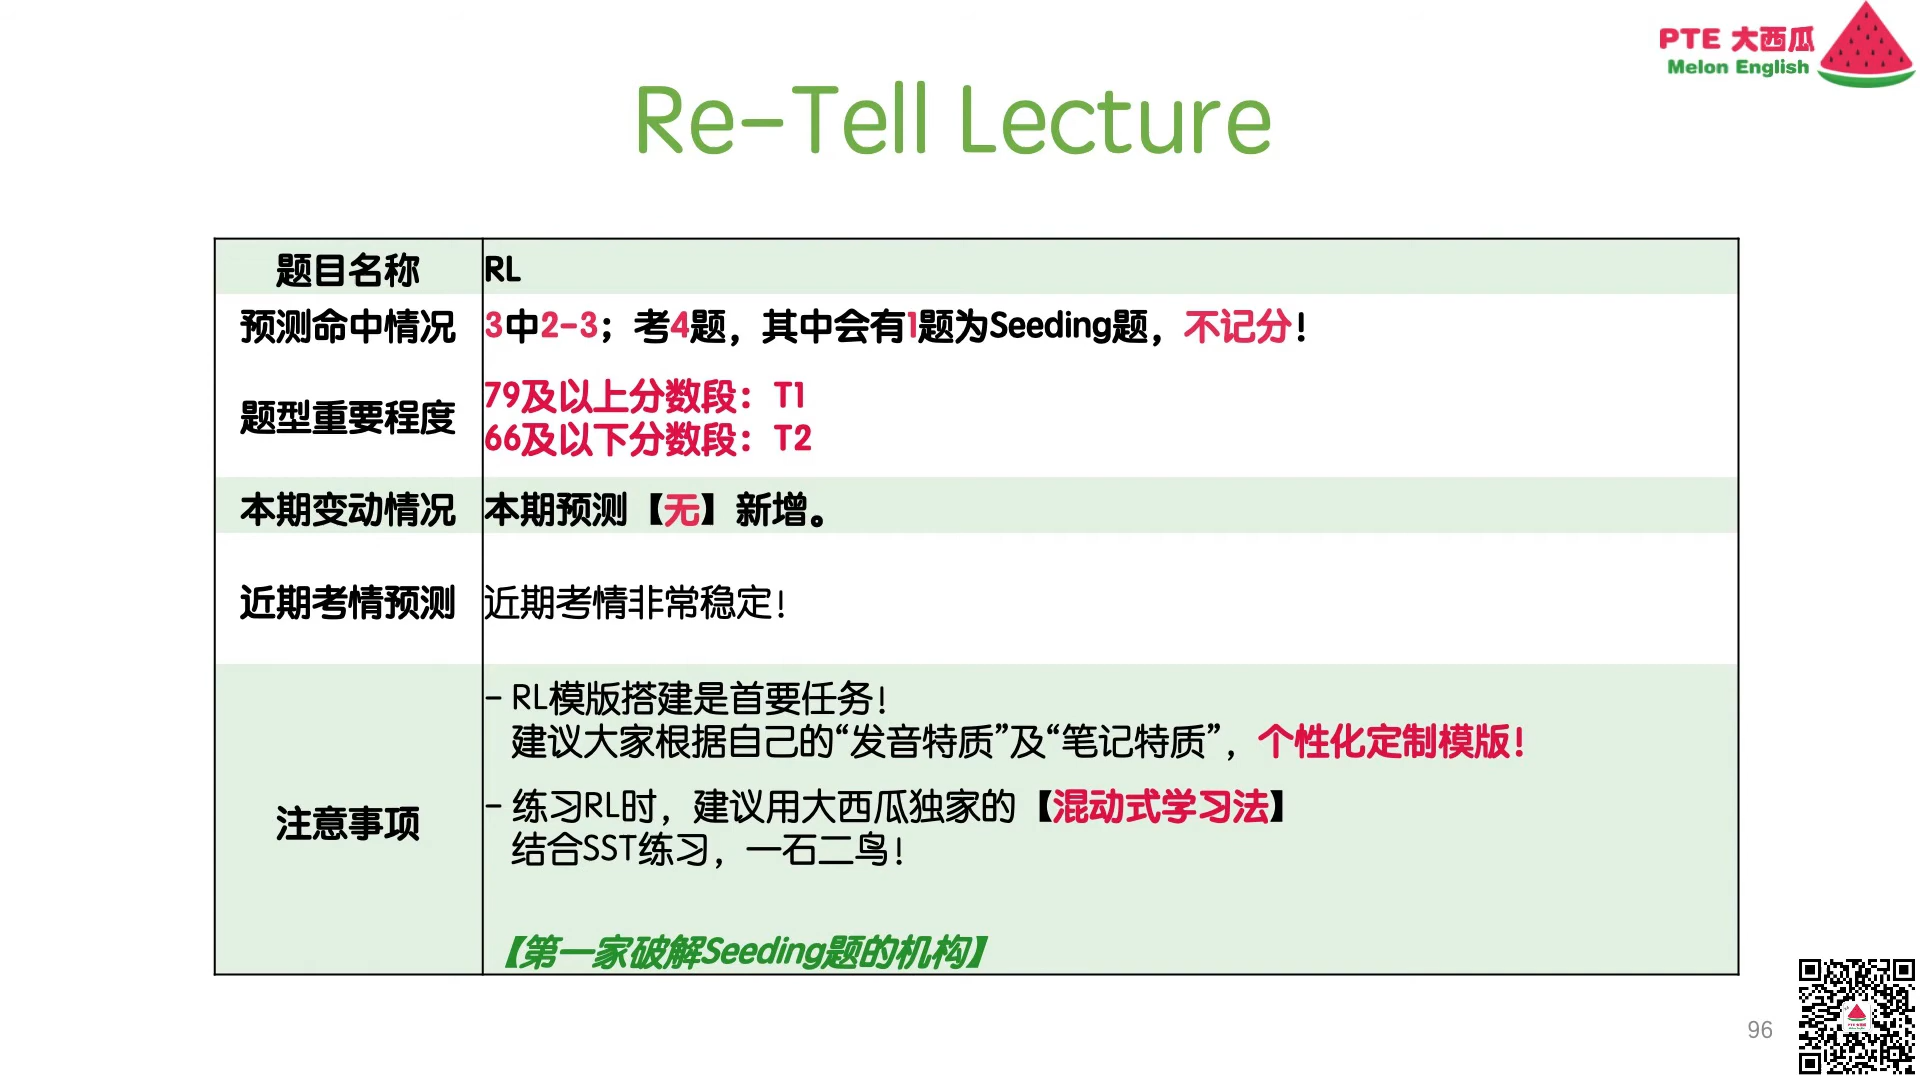 PTE 大西瓜
Melon English
Re-Tell Lecture
题目名称
RL
预测命中情况
3中2-3；考4题，其中会有1题为Seeding题，不记分！
题型重要程度
79及以上分数段：T1
66及以下分数段：T2
本期变动情况
本期预测【无】新增。
近期考情预测
近期考情非常稳定！
注意事项
- RL模版搭建是首要任务！
建议大家根据自己的“发音特质”及“笔记特质”，个性化定制模版！
- 练习RL时，建议用大西瓜独家的【混动式学习法】
结合SST练习，一石二鸟！
【第一家破解Seeding题的机构】
96